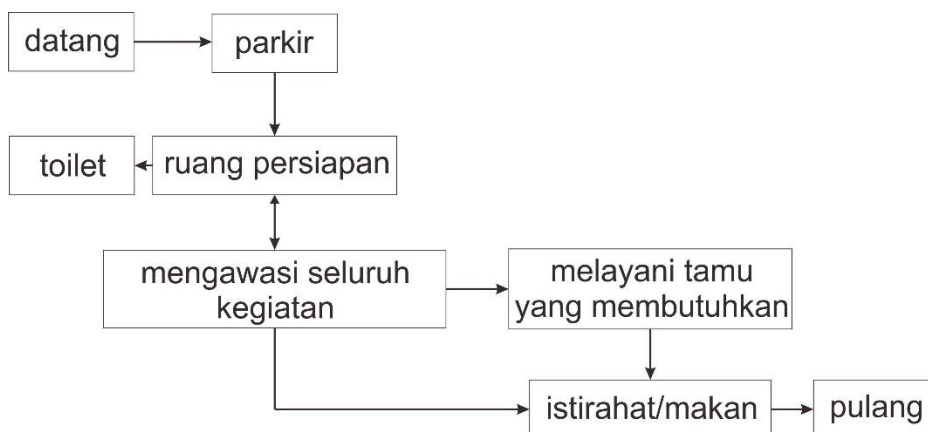 datang
parkir
toilet
ruang persiapan
mengawasi seluruh
kegiatan
melayani tamu
yang membutuhkan
istirahat/makan
pulang